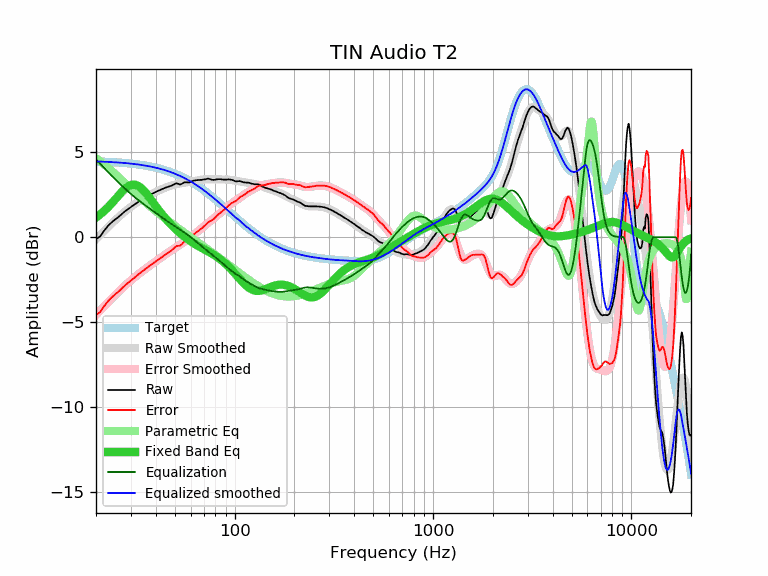 TIN Audio T2
Amplitude (dBr)
5
0
−5
−10
−15
Target
Raw Smoothed
Error Smoothed
Raw
Error
Parametric Eq
Fixed Band Eq
Equalization
Equalized smoothed
100
1000
10000
Frequency (Hz)